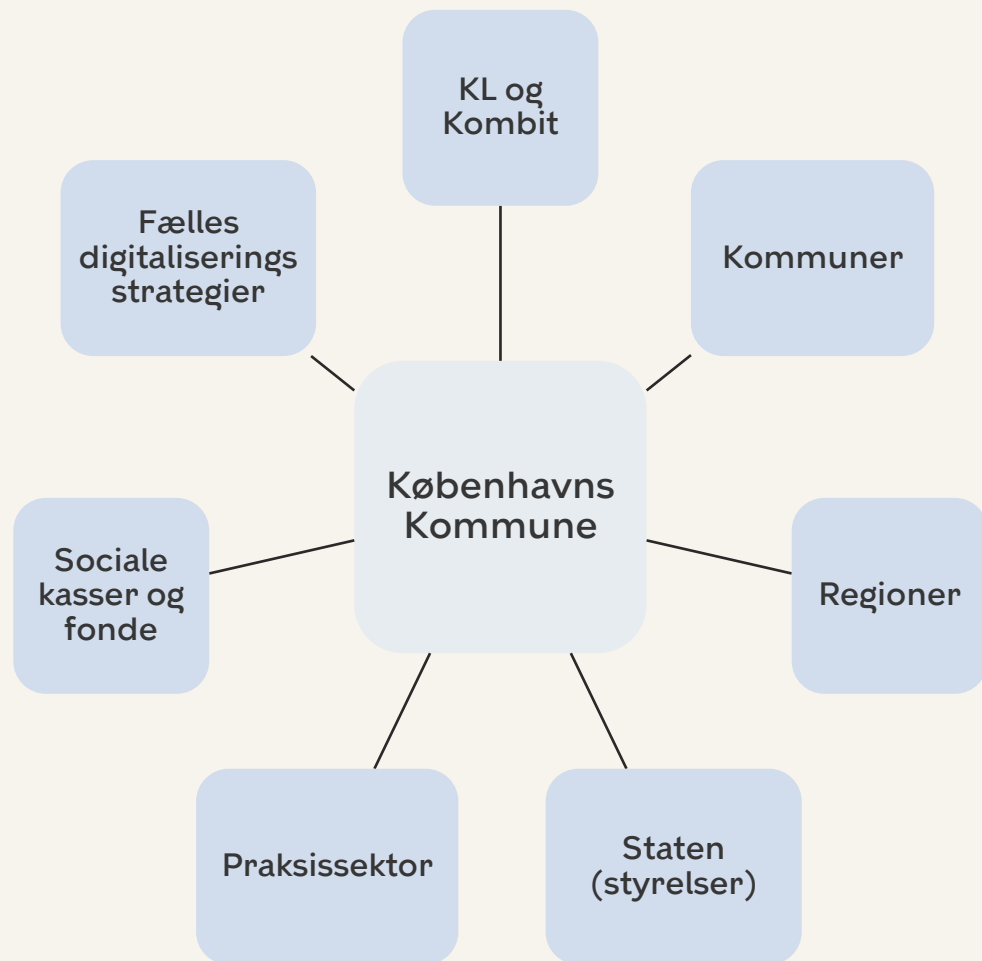 KL og
Kombit
Fælles
digitaliserings
strategier
Kommuner
Københavns
Kommune
Sociale
kasser og
fonde
Regioner
Praksissektor
Staten
(styrelser)